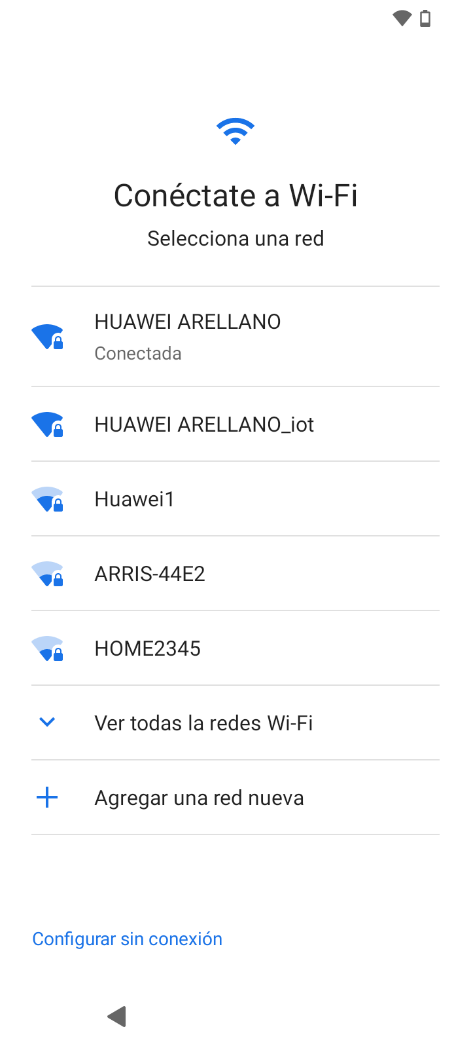 Conéctate a Wi-Fi
Selecciona una red
HUAWEI ARELLANO
Conectada
HUAWEI ARELLANO_iot
Huawei1
ARRIS-44E2
HOME2345
Ver todas la redes Wi-Fi
Agregar una red nueva
Configurar sin conexión